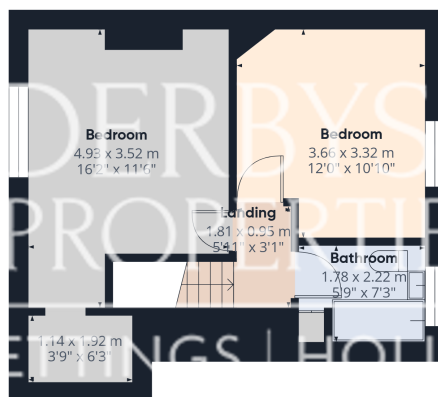 DERBYS
Bedroom
4.93 x 3.52 m
16'2" x 11'6"
Bedroom
3.66 x 3.32 m
12'0" x 10'10"
PROPERTIE
Landing
1.81 x 0.95 m
5'11" x 3'1"
Bathroom
1.78 x 2.22 m
5'9" x 7'3"
1.14 x 1.92 m
3'9" x 6'3"
ETTINGS | HOU